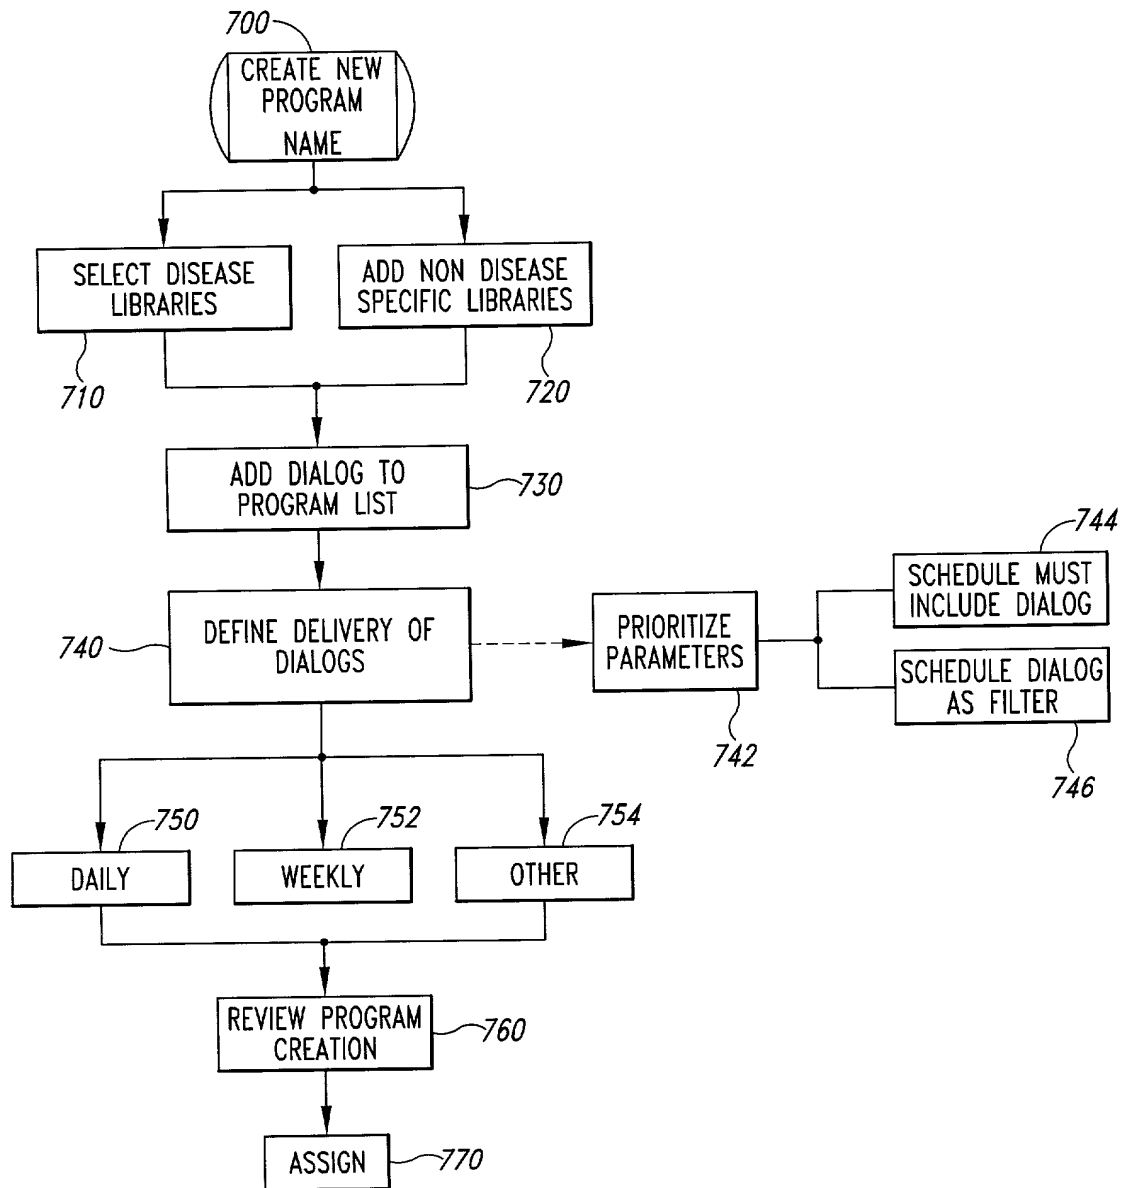 700
CREATE NEW
PROGRAM
NAME
SELECT DISEASE
LIBRARIES
710
ADD NON DISEASE
SPECIFIC LIBRARIES
720
ADD DIALOG TO
PROGRAM LIST
730
740
DEFINE DELIVERY OF
DIALOGS
PRIORITIZE
PARAMETERS
742
744
SCHEDULE MUST
INCLUDE DIALOG
SCHEDULE DIALOG
AS FILTER
746
750
DAILY
752
WEEKLY
754
OTHER
REVIEW PROGRAM
CREATION
760
ASSIGN
770